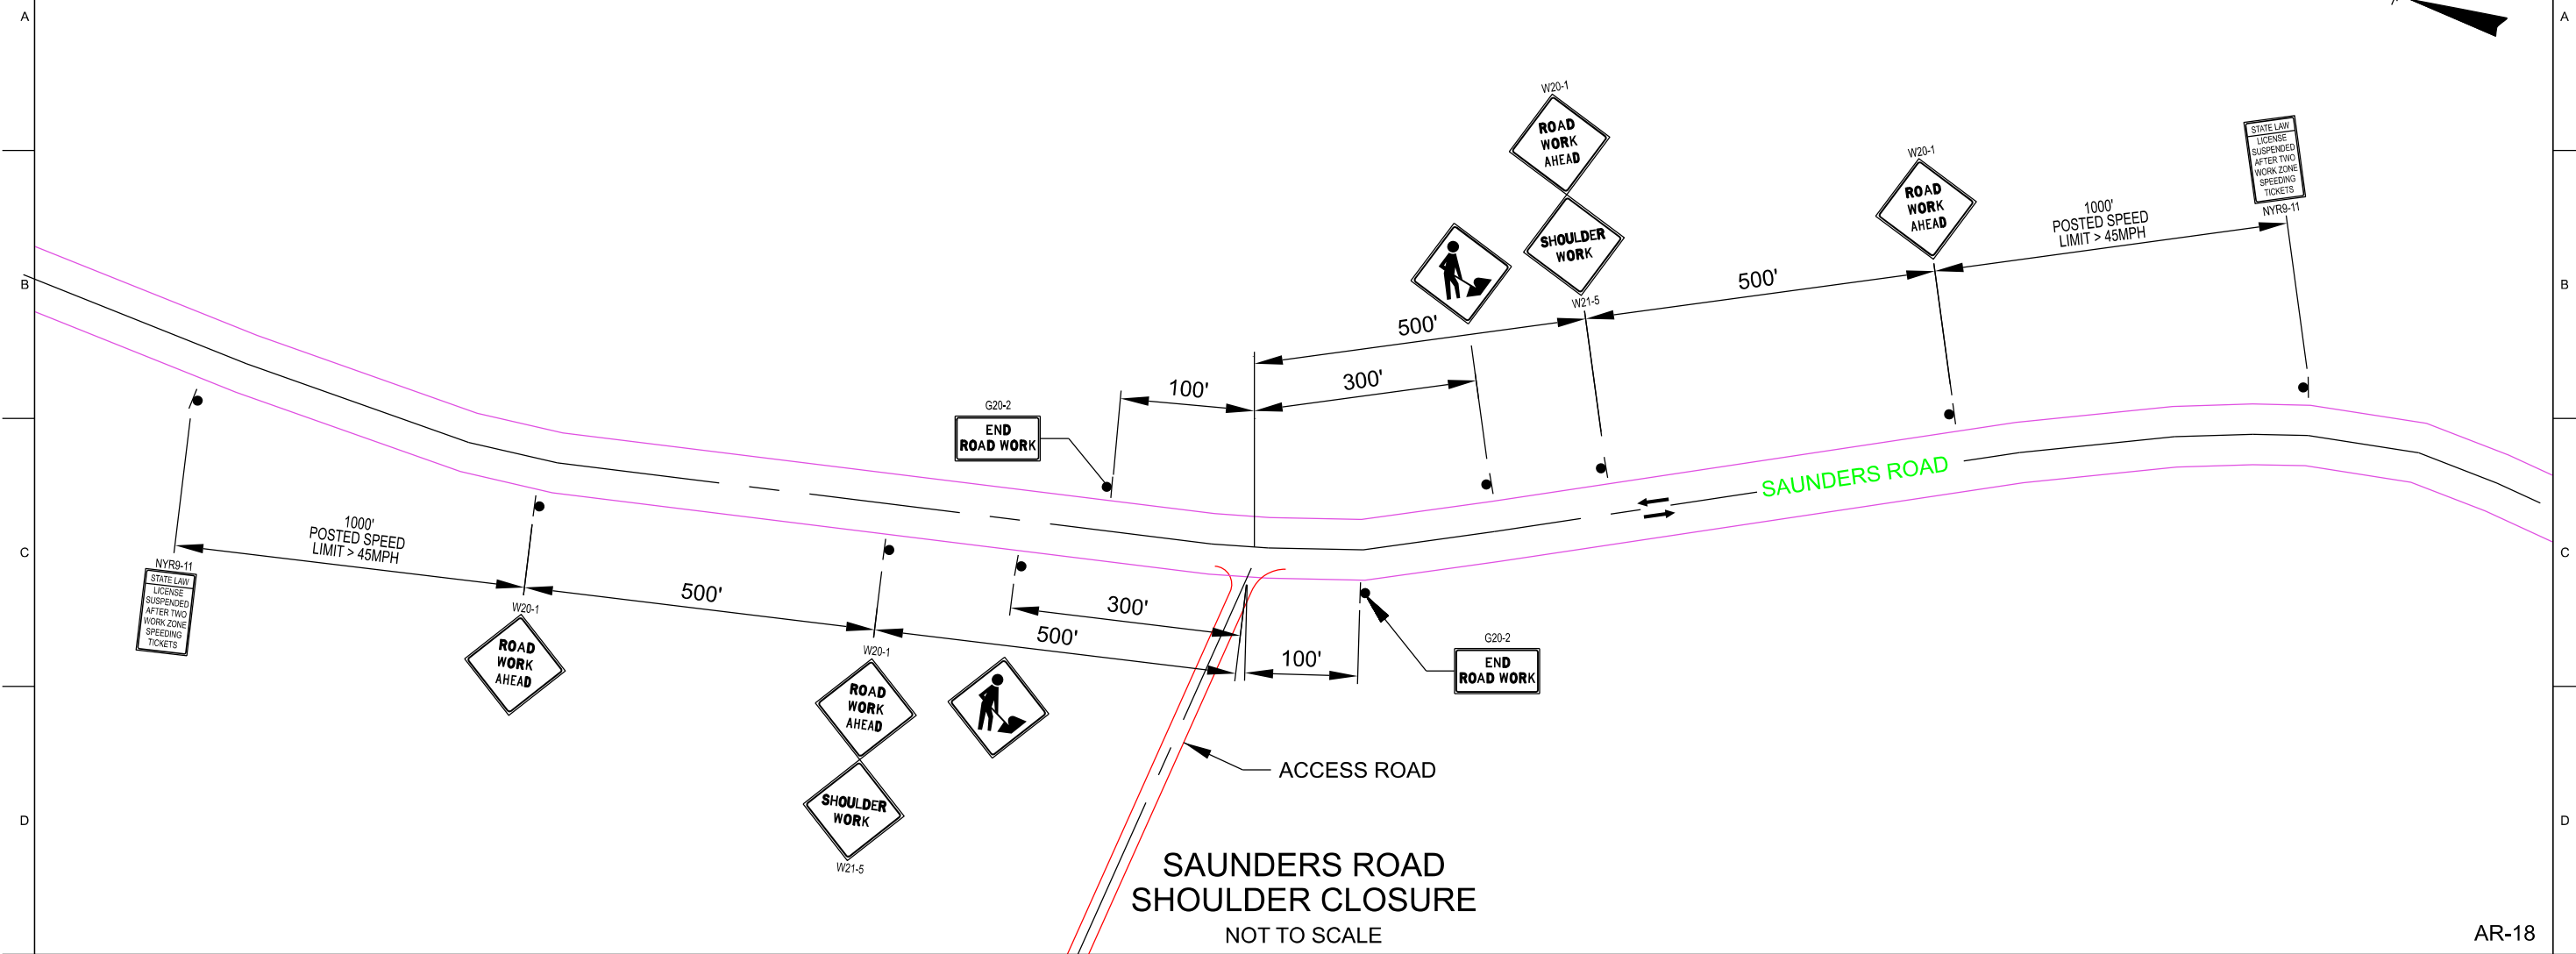 A
A
W20-1
ROAD
WORK
AHEAD
SHOULDER
WORK
W21-5
W20-1
ROAD
WORK
AHEAD
STATE LAW
LICENSE
SUSPENDED
AFTER TWO
WORK ZONE
SPEEDING
TICKETS
NYR9-11
1000'
POSTED SPEED
LIMIT > 45MPH
500'
500'
300'
100'
B
B
G20-2
END
ROAD WORK
SAUNDERS ROAD
C
C
1000'
POSTED SPEED
LIMIT > 45MPH
NYR9-11
STATE LAW
LICENSE
SUSPENDED
AFTER TWO
WORK ZONE
SPEEDING
TICKETS
W20-1
ROAD
WORK
AHEAD
500'
300'
500'
100'
W20-1
ROAD
WORK
AHEAD
SHOULDER
WORK
W21-5
G20-2
END
ROAD WORK
ACCESS ROAD
D
D
SAUNDERS ROAD
SHOULDER CLOSURE
NOT TO SCALE
AR-18